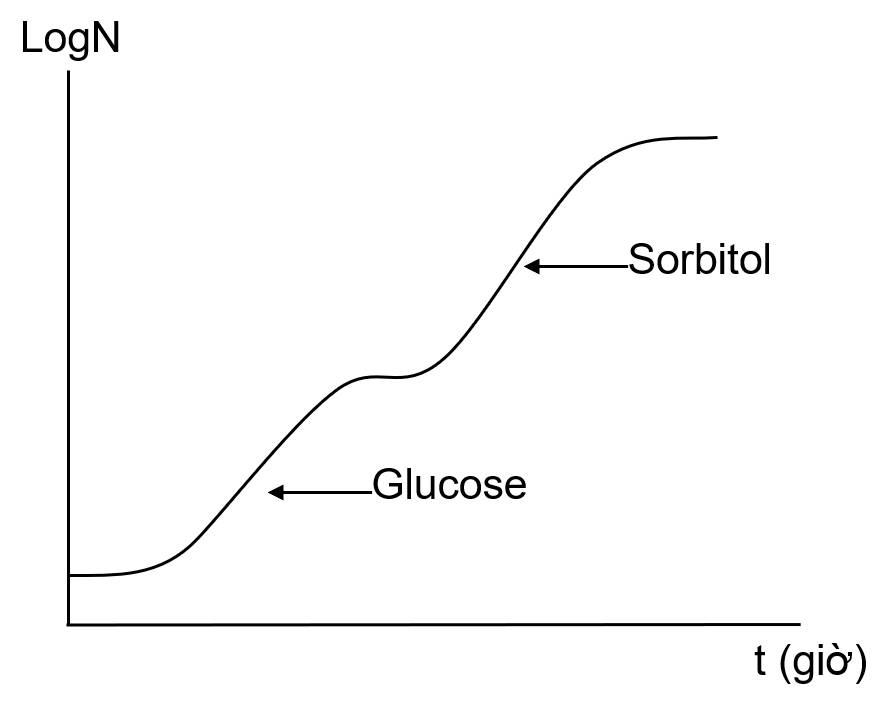 LogN
Sorbitol
Glucose
t (giờ)